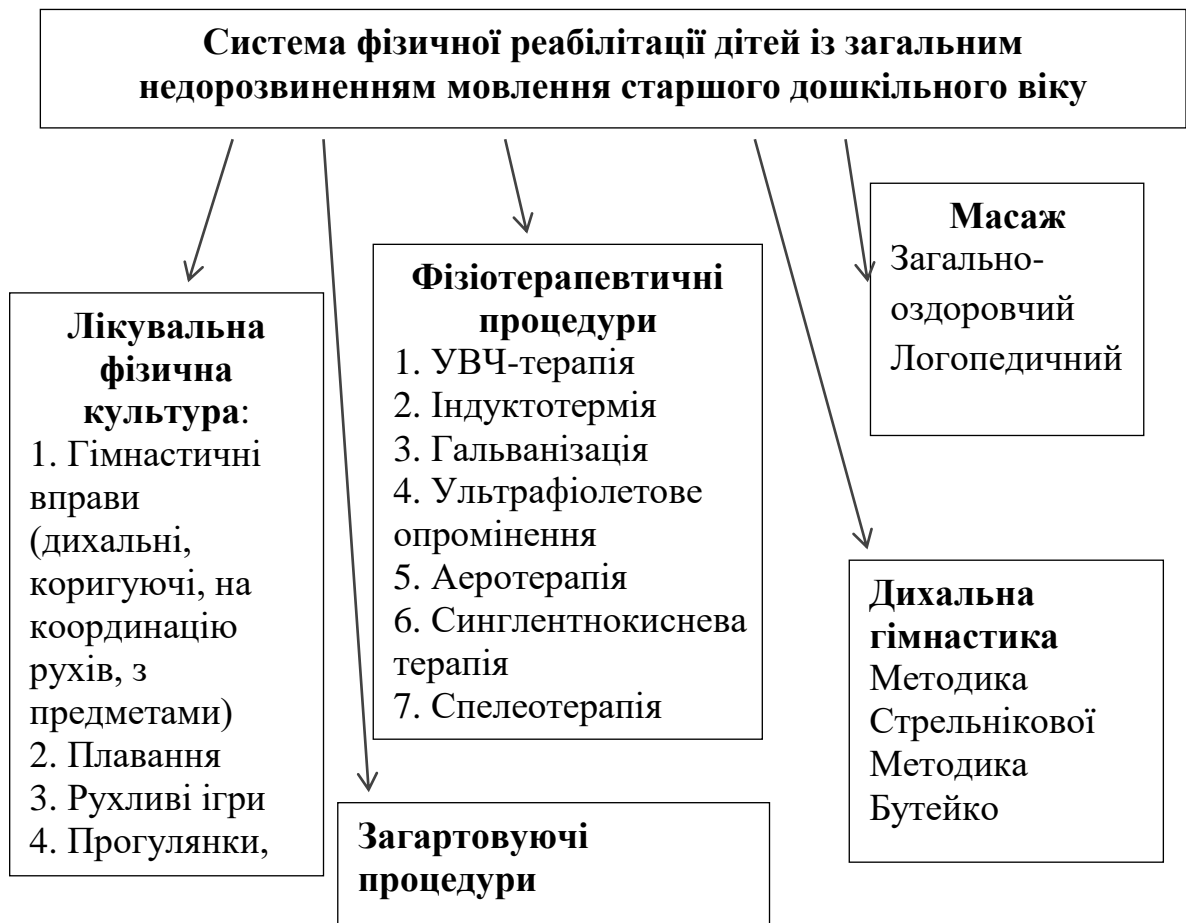 Система фізичної реабілітації дітей із загальним
недорозвиненням мовлення старшого дошкільного віку
Лікувальна
фізична
культура:
1. Гімнастичні
вправи
(дихальні,
коригуючі, на
координацію
рухів, з
предметами)
2. Плавання
3. Рухливі ігри
4. Прогулянки,
Фізіотерапевтичні
процедури
1. УВЧ-терапія
2. Індуктотермія
3. Гальванізація
4. Ультрафіолетове
опромінення
5. Аеротерапія
6. Синглентнокиснева
терапія
7. Спелеотерапія
Масаж
Загально-
оздоровчий
Логопедичний
Дихальна
гімнастика
Методика
Стрельнікової
Методика
Бутейко
Загартовуючі
процедури